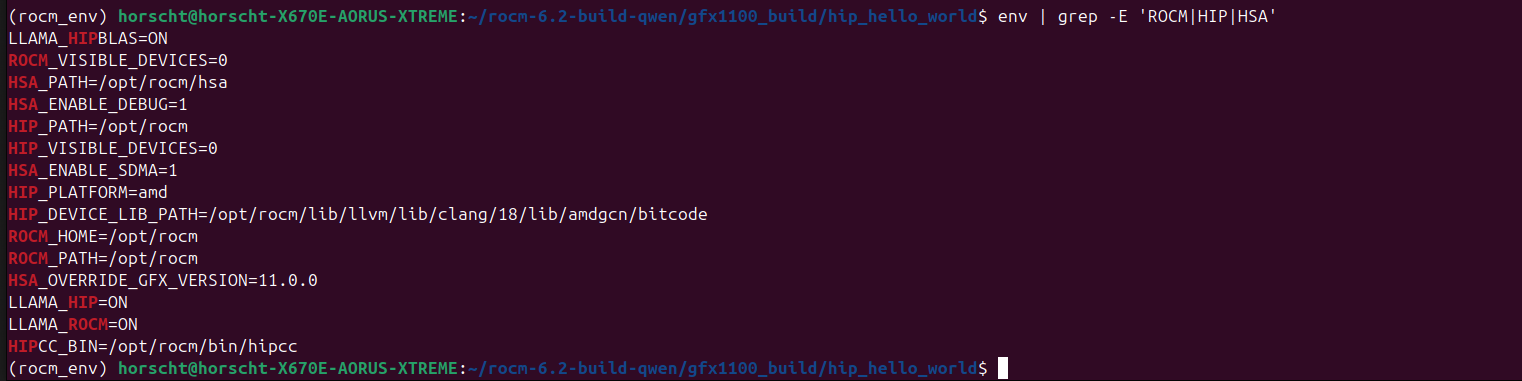 (rocm_env) horscht@horscht-X670E-AORUS-XTREME:~/rocm-6.2-build-qwen/gfx1100_build/hip_hello_world$ env | grep -E 'ROCM|HIP|HSA'
LLAMA_HIPBLAS=ON
ROCM_VISIBLE_DEVICES=0
HSA_PATH=/opt/rocm/hsa
HSA_ENABLE_DEBUG=1
HIP_PATH=/opt/rocm
HIP_VISIBLE_DEVICES=0
HSA_ENABLE_SDMA=1
HIP_PLATFORM=amd
HIP_DEVICE_LIB_PATH=/opt/rocm/lib/llvm/lib/clang/18/lib/amdgcn/bitcode
ROCM_HOME=/opt/rocm
ROCM_PATH=/opt/rocm
HSA_OVERRIDE_GFX_VERSION=11.0.0
LLAMA_HIP=ON
LLAMA_ROCM=ON
HIPCC_BIN=/opt/rocm/bin/hipcc
(rocm_env) horscht@horscht-X670E-AORUS-XTREME:~/rocm-6.2-build-qwen/gfx1100_build/hip_hello_world$